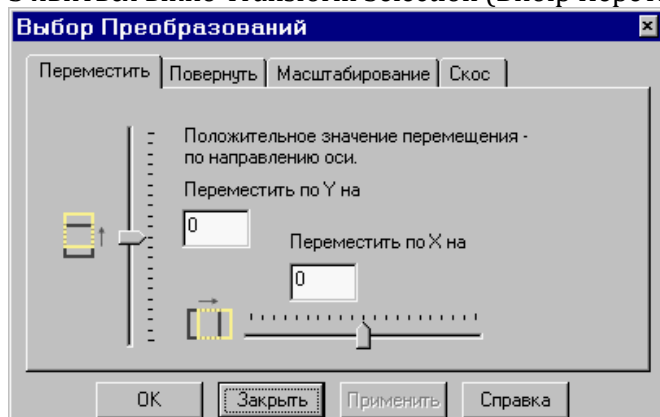 Выбор Преобразований
Переместить Повернуть Масштабирование Скос
Положительное значение перемещения -
по направлению оси.
Переместить по Y на
0
Переместить по X на
0
OK Закрыть Применить Справка